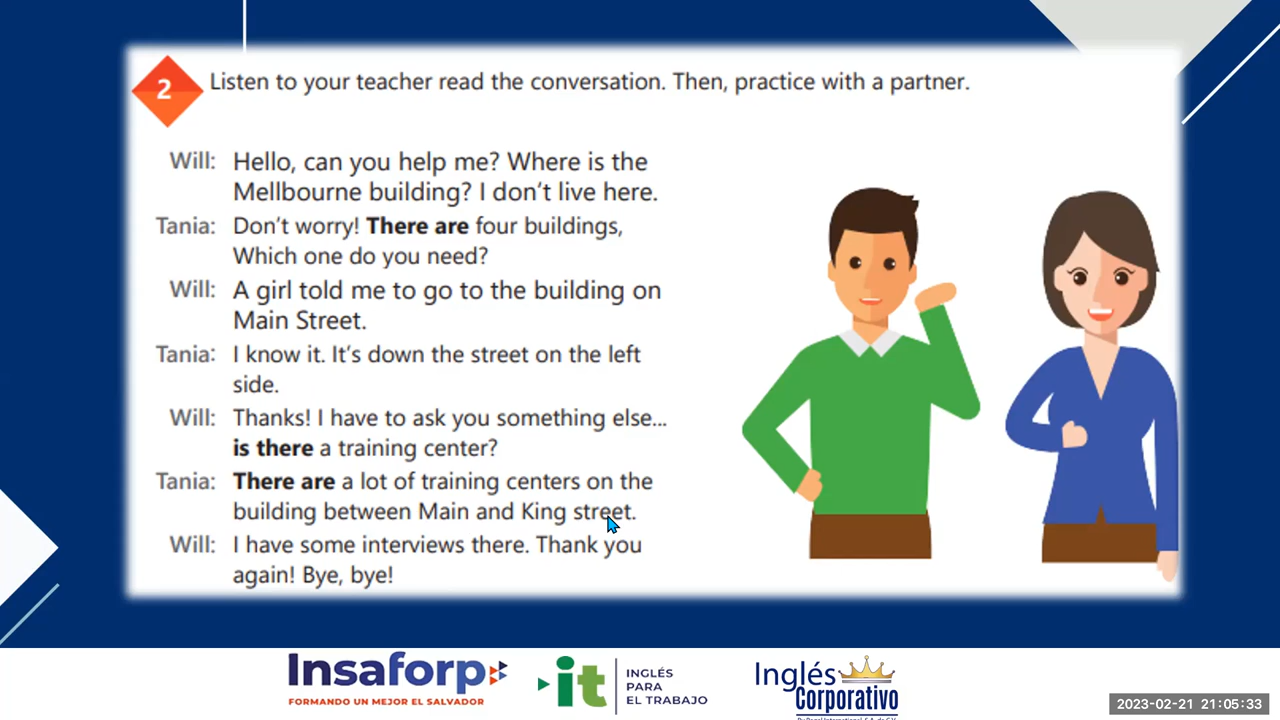 2
Listen to your teacher read the conversation. Then, practice with a partner.
Will: Hello, can you help me? Where is the
Mellbourne building? I don't live here.
Tania: Don't worry! There are four buildings,
Which one do you need?
Will: A girl told me to go to the building on
Main Street.
Tania: I know it. It's down the street on the left
side.
Will: Thanks! I have to ask you something else...
is there a training center?
Tania: There are a lot of training centers on the
building between Main and King street.
Will: I have some interviews there. Thank you
again! Bye, bye!
Insaforp
FORMANDO UN MEJOR EL SALVADOR
it
INGLÉS
PARA
EL TRABAJO
Inglés
Corporativo
2023-02-21 21:05:33